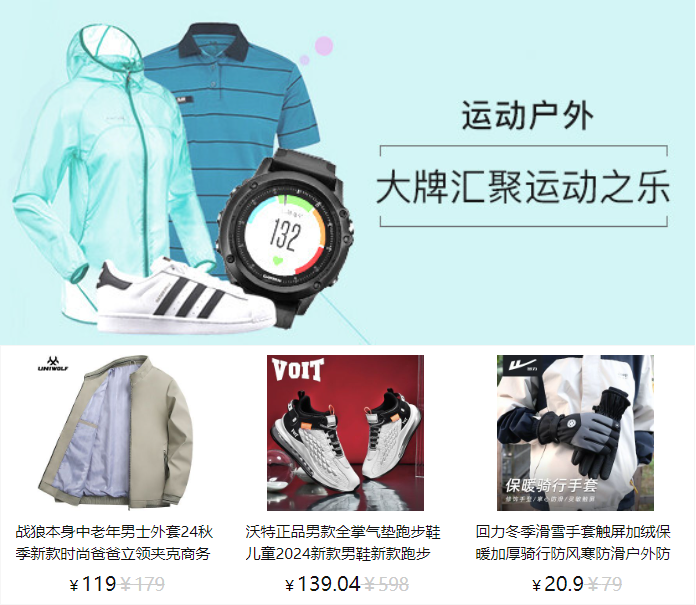 运动户外
大牌汇聚运动之乐
132
UNIWOLF
VOIT
保暖骑行手套
战狼本身中老年男士外套24秋
季新款时尚爸爸立领夹克商务
¥119 ¥179
沃特正品男款全掌气垫跑步鞋
儿童2024新款男鞋新款跑步
¥139.04 ¥598
回力冬季滑雪手套触屏加绒保
暖加厚骑行防风寒防滑户外防
¥20.9 ¥79